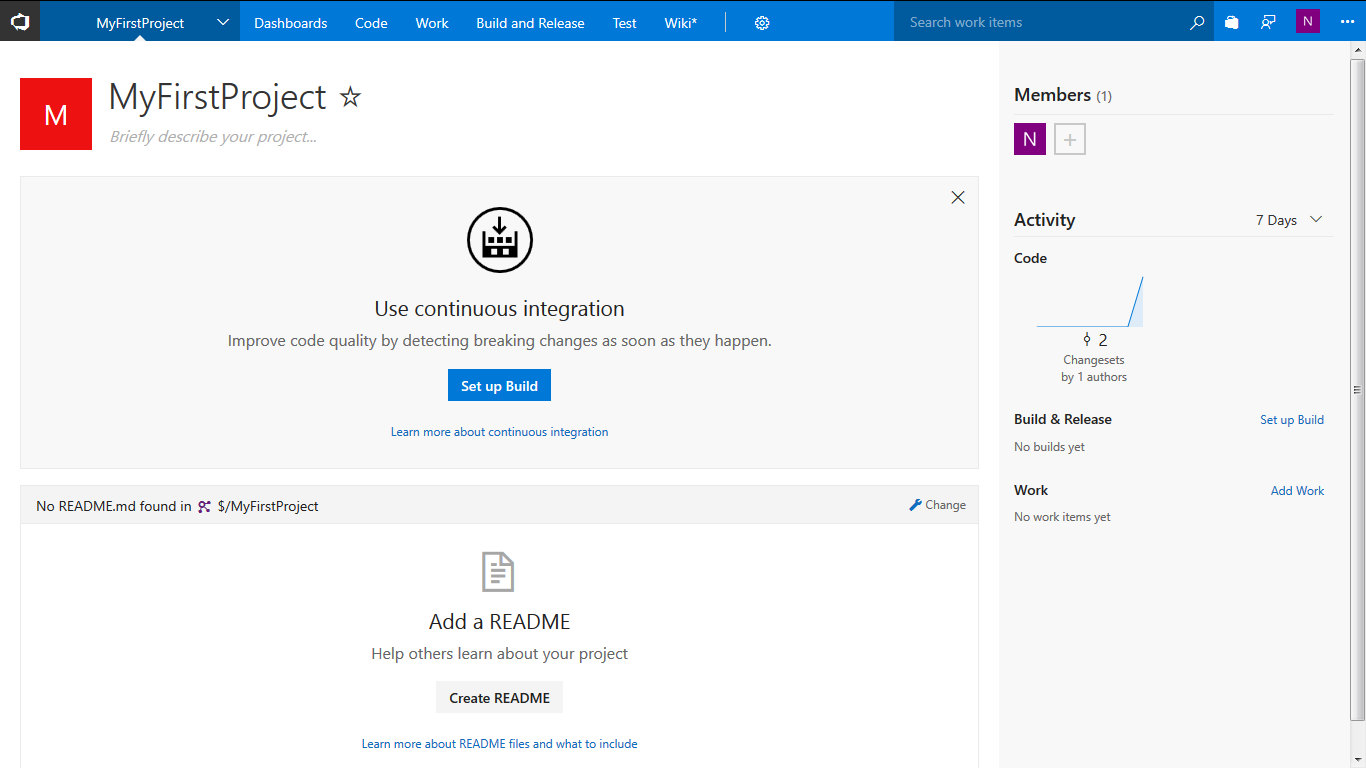 MyFirstProject Dashboards Code Work Build and Release Test Wiki* Search work items N
M
MyFirstProject
Briefly describe your project...
Use continuous integration
Improve code quality by detecting breaking changes as soon as they happen.
Set up Build
Learn more about continuous integration
No README.md found in $/MyFirstProject Change
Add a README
Help others learn about your project
Create README
Learn more about README files and what to include
Members (1)
N +
Activity 7 Days
Code
2
Changesets
by 1 authors
Build & Release Set up Build
No builds yet
Work Add Work
No work items yet